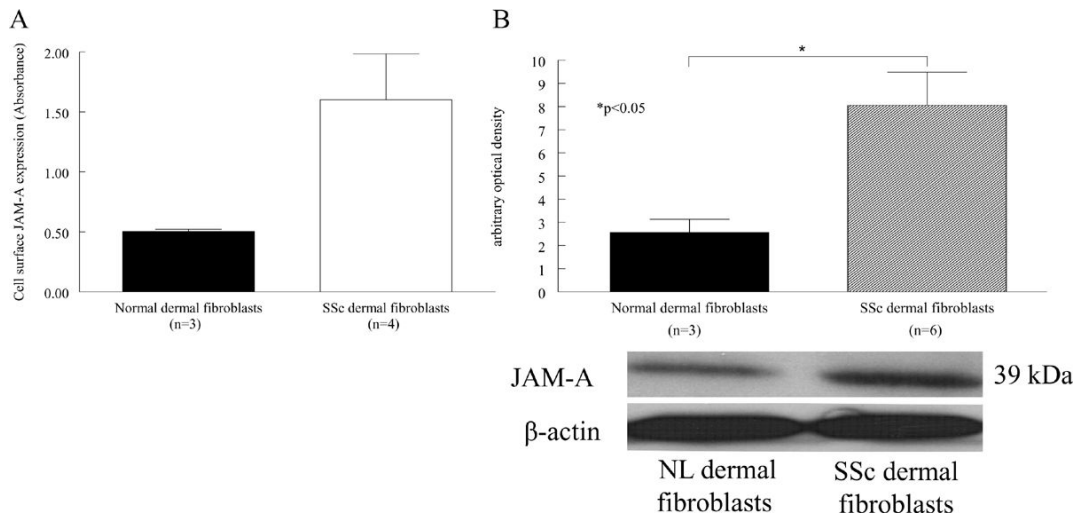 A
Cell surface JAM-A expression (Absorbance)
2.00
1.50
1.00
0.50
0.00
Normal dermal fibroblasts
(n=3)
SSc dermal fibroblasts
(n=4)
B
arbitrary optical density
10
9
8
7
6
5
4
3
2
1
0
*
*p<0.05
Normal dermal fibroblasts
(n=3)
SSc dermal fibroblasts
(n=6)
JAM-A
39 kDa
β-actin
NL dermal
fibroblasts
SSc dermal
fibroblasts